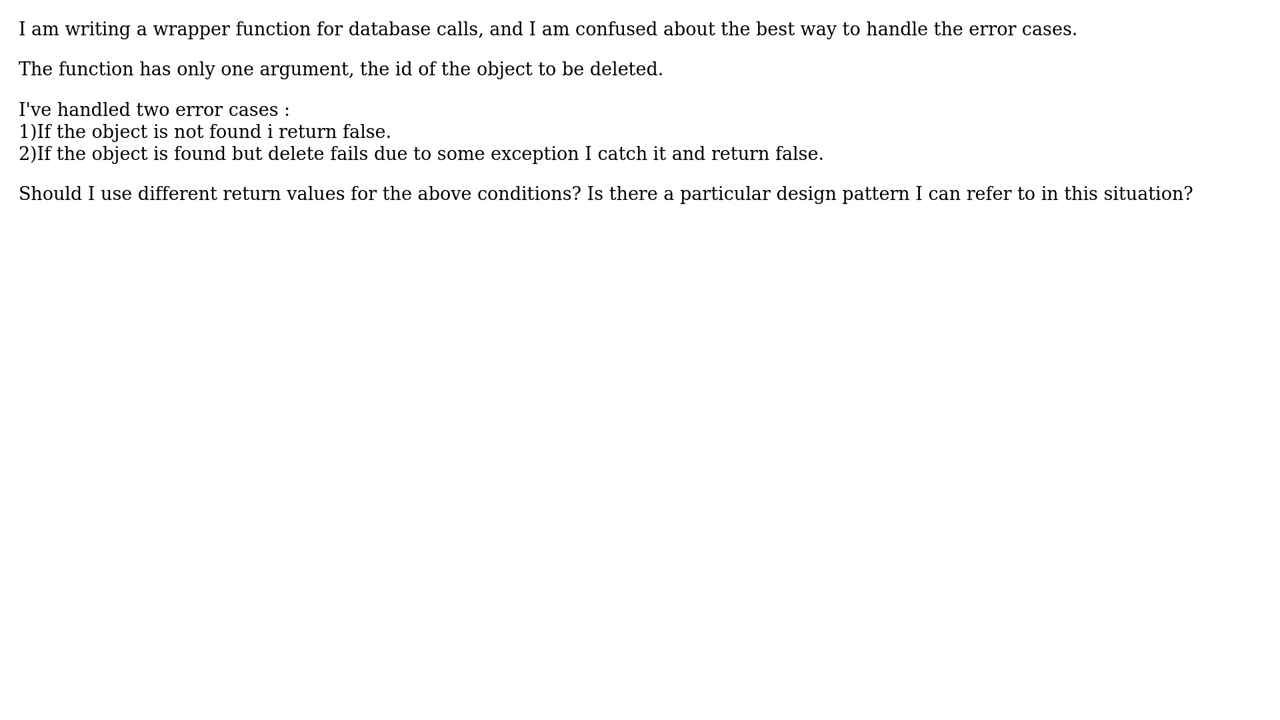 I am writing a wrapper function for database calls, and I am confused about the best way to handle the error cases.
The function has only one argument, the id of the object to be deleted.
I've handled two error cases :
1)If the object is not found i return false.
2)If the object is found but delete fails due to some exception I catch it and return false.
Should I use different return values for the above conditions? Is there a particular design pattern I can refer to in this situation?